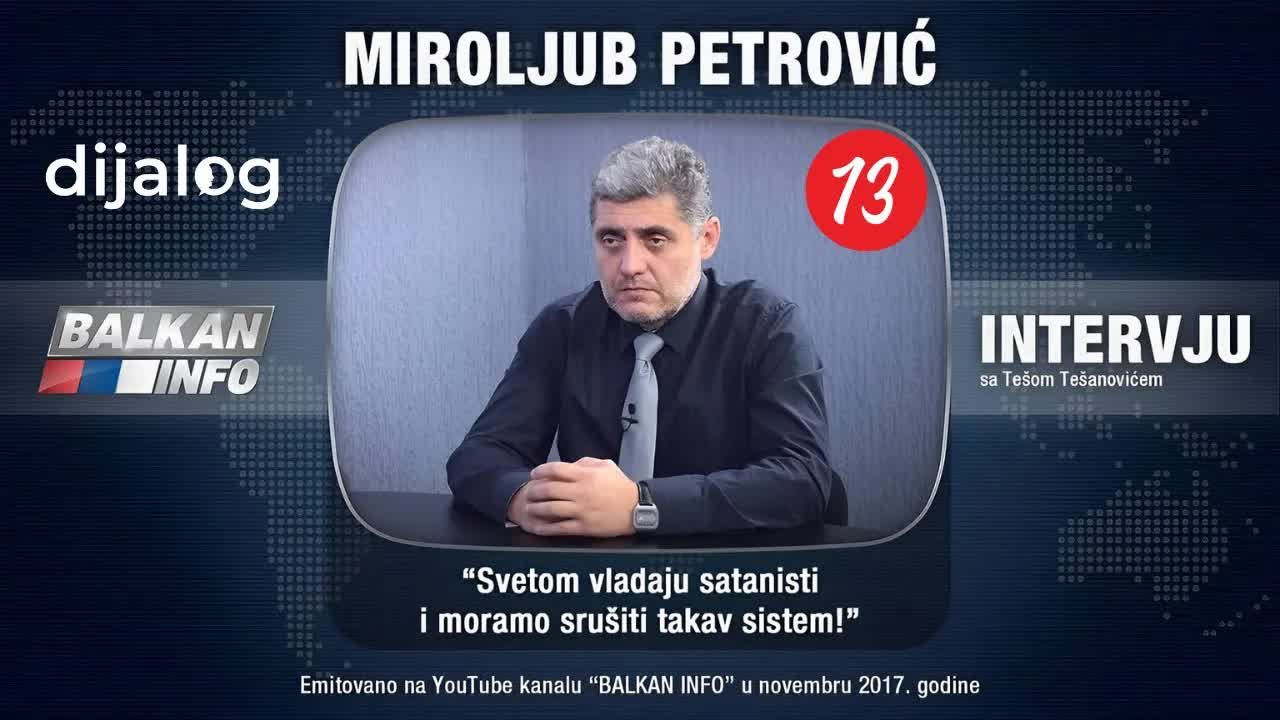 MIROLJUB PETROVIĆ
dijalog
13
BALKAN
INFO
INTERVJU
sa Tešom Tešanovićem
“Svetom vladaju satanisti
i moramo srušiti takav sistem!”
Emitovano na YouTube kanalu “BALKAN INFO” u novembru 2017. godine